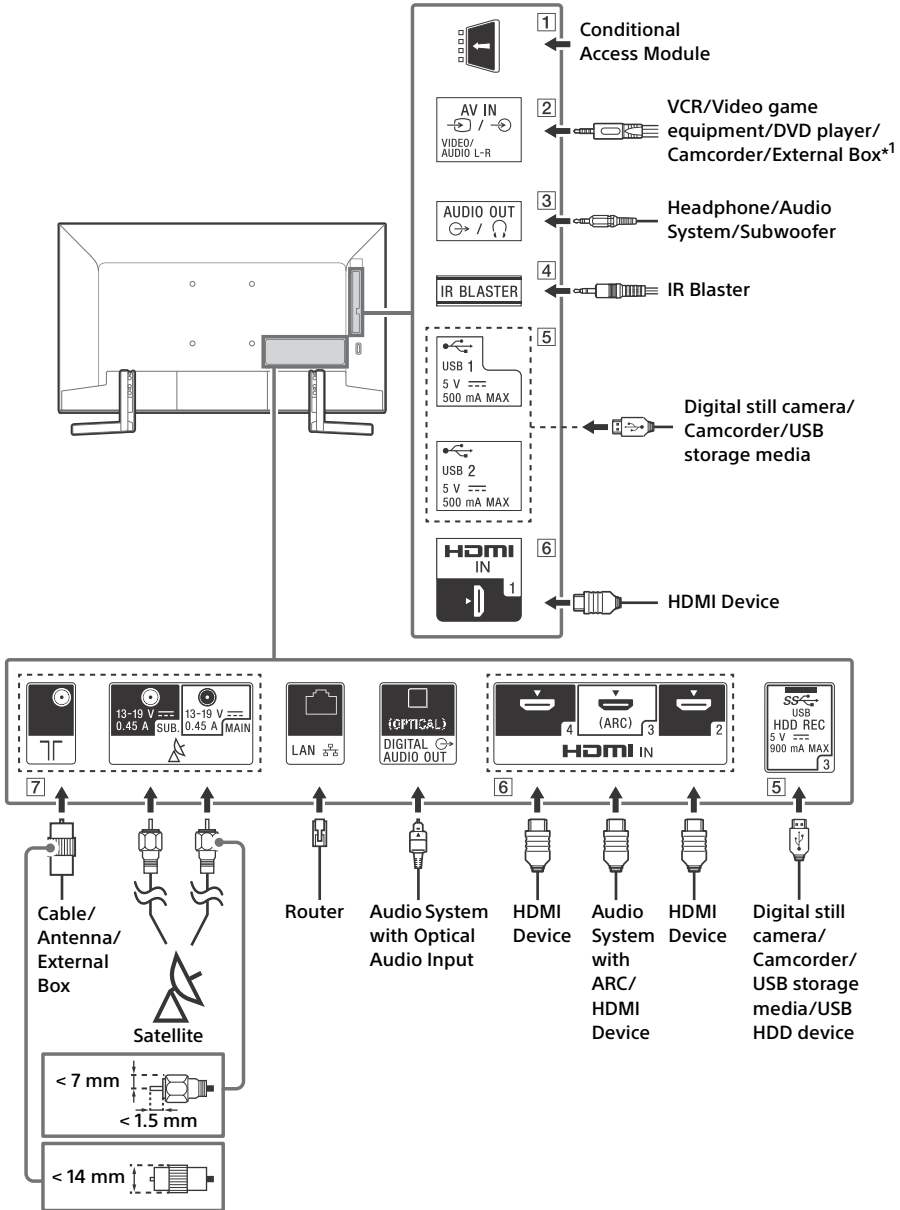 1
Conditional
Access Module
AV IN
/
VIDEO/
AUDIO L-R
2
VCR/Video game
equipment/DVD player/
Camcorder/External Box*1
AUDIO OUT
/
3
Headphone/Audio
System/Subwoofer
4
IR BLASTER
IR Blaster
5
USB 1
5 V
500 mA MAX
USB 2
5 V
500 mA MAX
Digital still camera/
Camcorder/USB
storage media
HDMI
IN
1
6
HDMI Device
13-19 V
0.45 A SUB.
13-19 V
0.45 A MAIN
LAN
(OPTICAL)
DIGITAL
AUDIO OUT
4
(ARC)
3
2
HDMI IN
SS
USB
HDD REC
5 V
900 mA MAX
3
7
6
5
Cable/
Antenna/
External
Box
Satellite
Router
Audio System
with Optical
Audio Input
HDMI
Device
Audio
System
with
ARC/
HDMI
Device
HDMI
Device
Digital still
camera/
Camcorder/
USB storage
media/USB
HDD device
< 7 mm
< 1.5 mm
< 14 mm